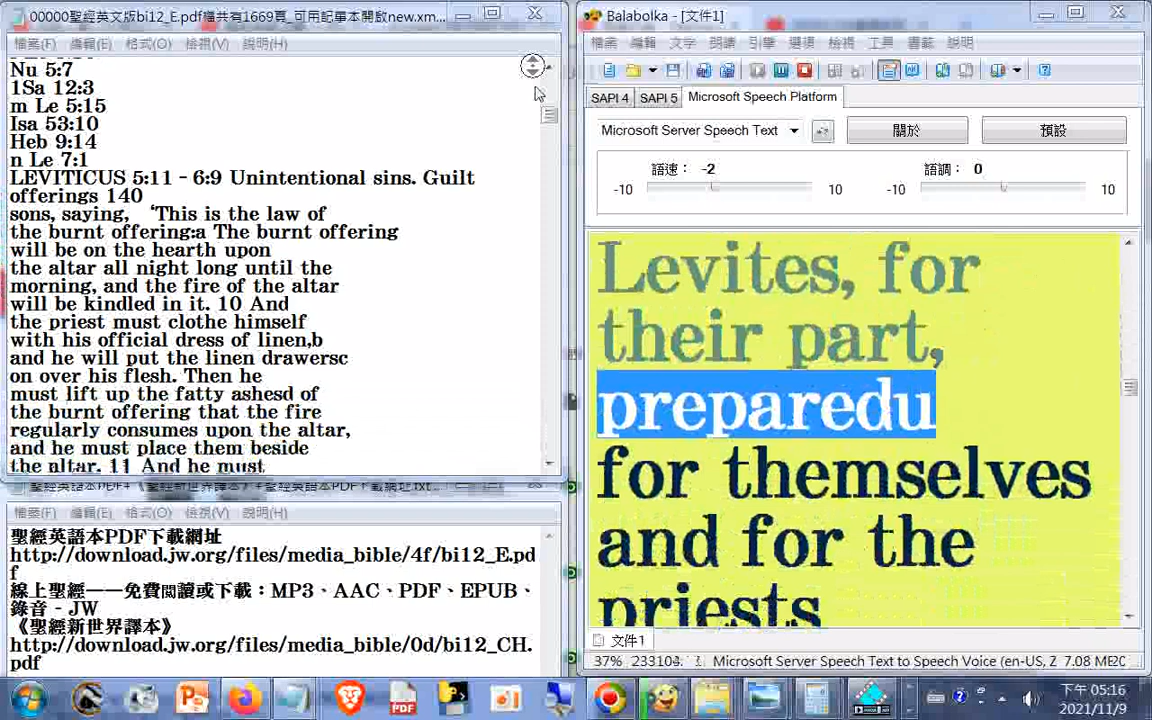 00000聖經英文版bi12_E.pdf檔共有1669頁_可用記事本開啟new.xm...
檔案(F) 編輯(E) 格式(O) 檢視(V) 說明(H)
Nu 5:7
1Sa 12:3
m Le 5:15
Isa 53:10
Heb 9:14
n Le 7:1
LEVITICUS 5:11‐6:9 Unintentional sins. Guilt
offerings 140
sons, saying, ‘This is the law of
the burnt offering:a The burnt offering
will be on the hearth upon
the altar all night long until the
morning, and the fire of the altar
will be kindled in it. 10 And
the priest must clothe himself
with his official dress of linen,b
and he will put the linen drawersc
on over his flesh. Then he
must lift up the fatty ashesd of
the burnt offering that the fire
regularly consumes upon the altar,
and he must place them beside
the altar. 11 And he must
檔案(F) 編輯(E) 格式(O) 檢視(V) 說明(H)
聖經英語本PDF下載網址
http://download.jw.org/files/media_bible/4f/bi12_E.pd
f
線上聖經——免費閱讀或下載：MP3、AAC、PDF、EPUB、
錄音 - JW
《聖經新世界譯本》
http://download.jw.org/files/media_bible/0d/bi12_CH.
pdf
Balabolka - [文件1]
檔案 編輯 文字 朗讀 引擎 選項 檢視 工具 書籤 說明
SAPI 4 SAPI 5 Microsoft Speech Platform
Microsoft Server Speech Text 關於 預設
語速： -2 語調： 0
-10 10 -10 10
Levites, for
their part,
preparedu
for themselves
and for the
priests
文件1
37% 233104. Microsoft Server Speech Text to Speech Voice (en-US, Z 7.08 ME
下午 05:16
2021/11/9